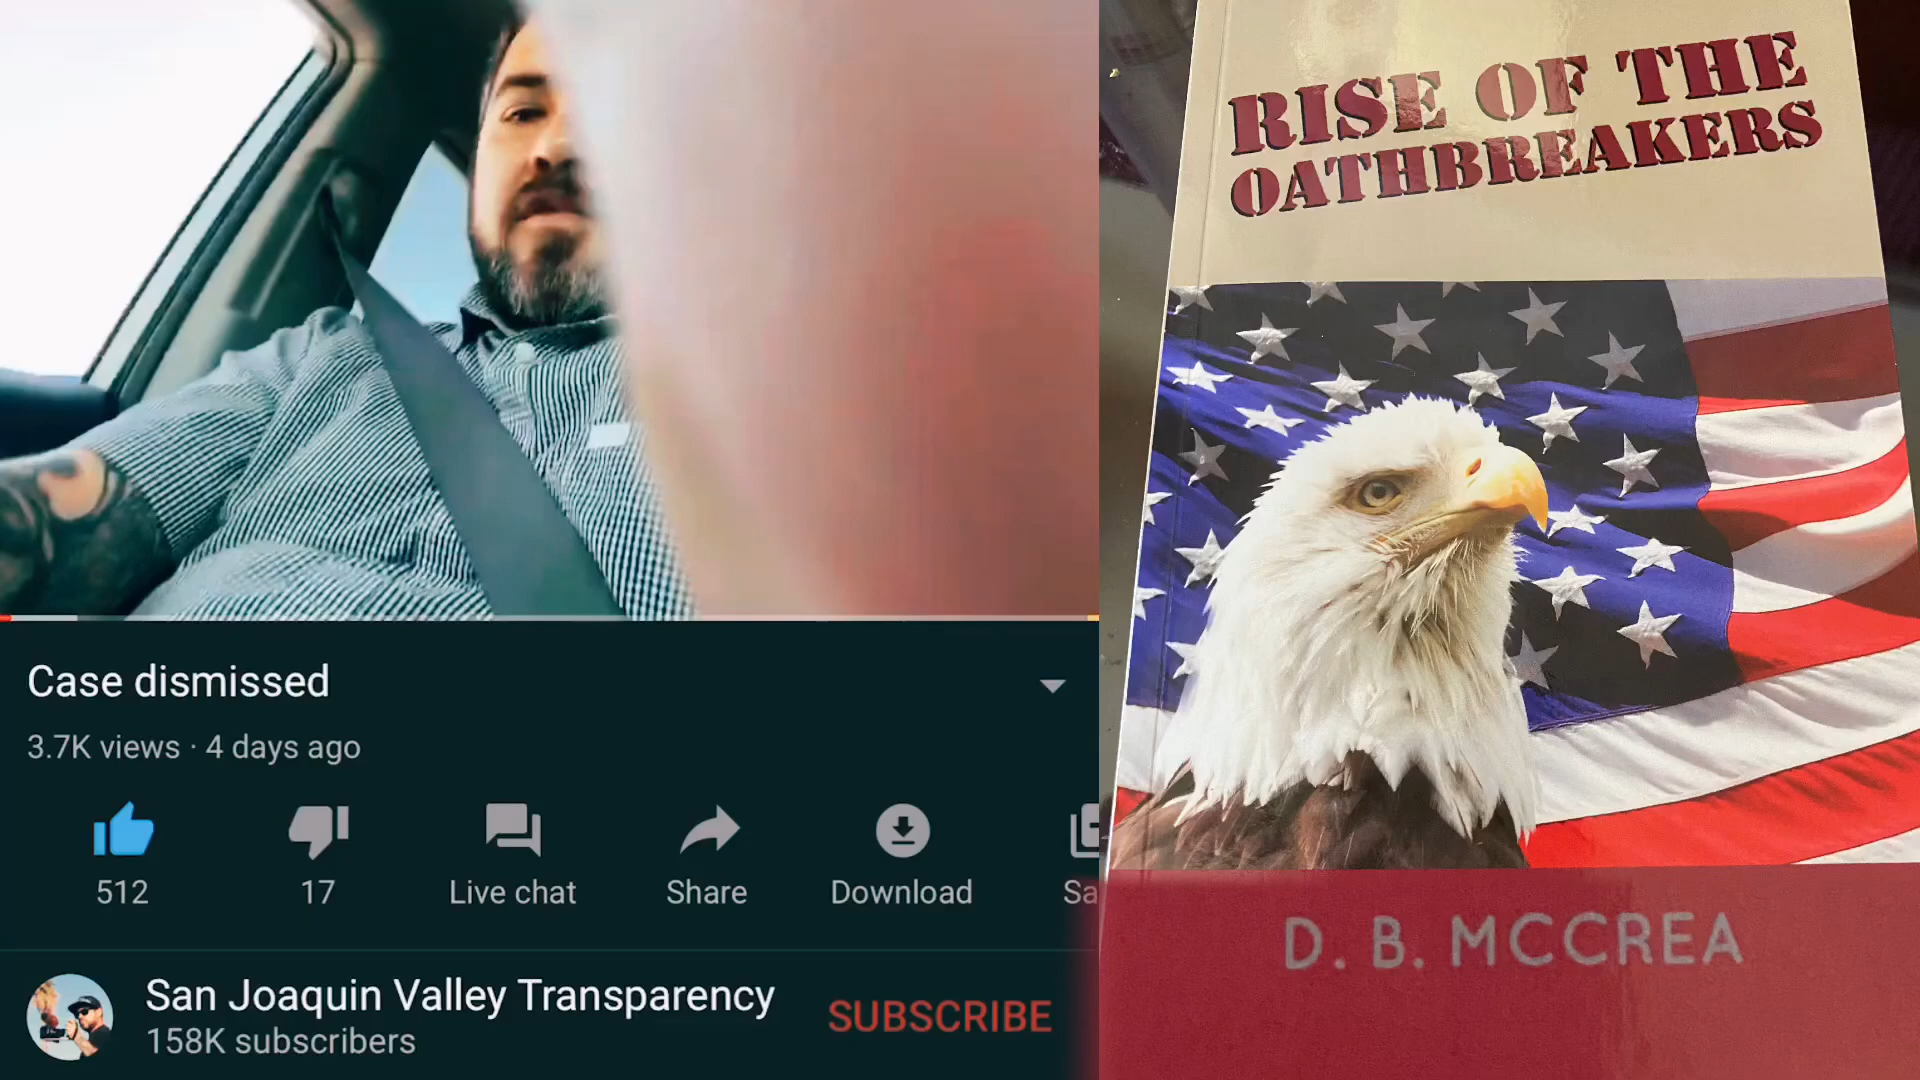 Case dismissed
3.7K views · 4 days ago
512
17
Live chat
Share
Download
Sa
San Joaquin Valley Transparency
158K subscribers
SUBSCRIBE
RISE OF THE
OATHBREAKERS
D. B. MCCREA